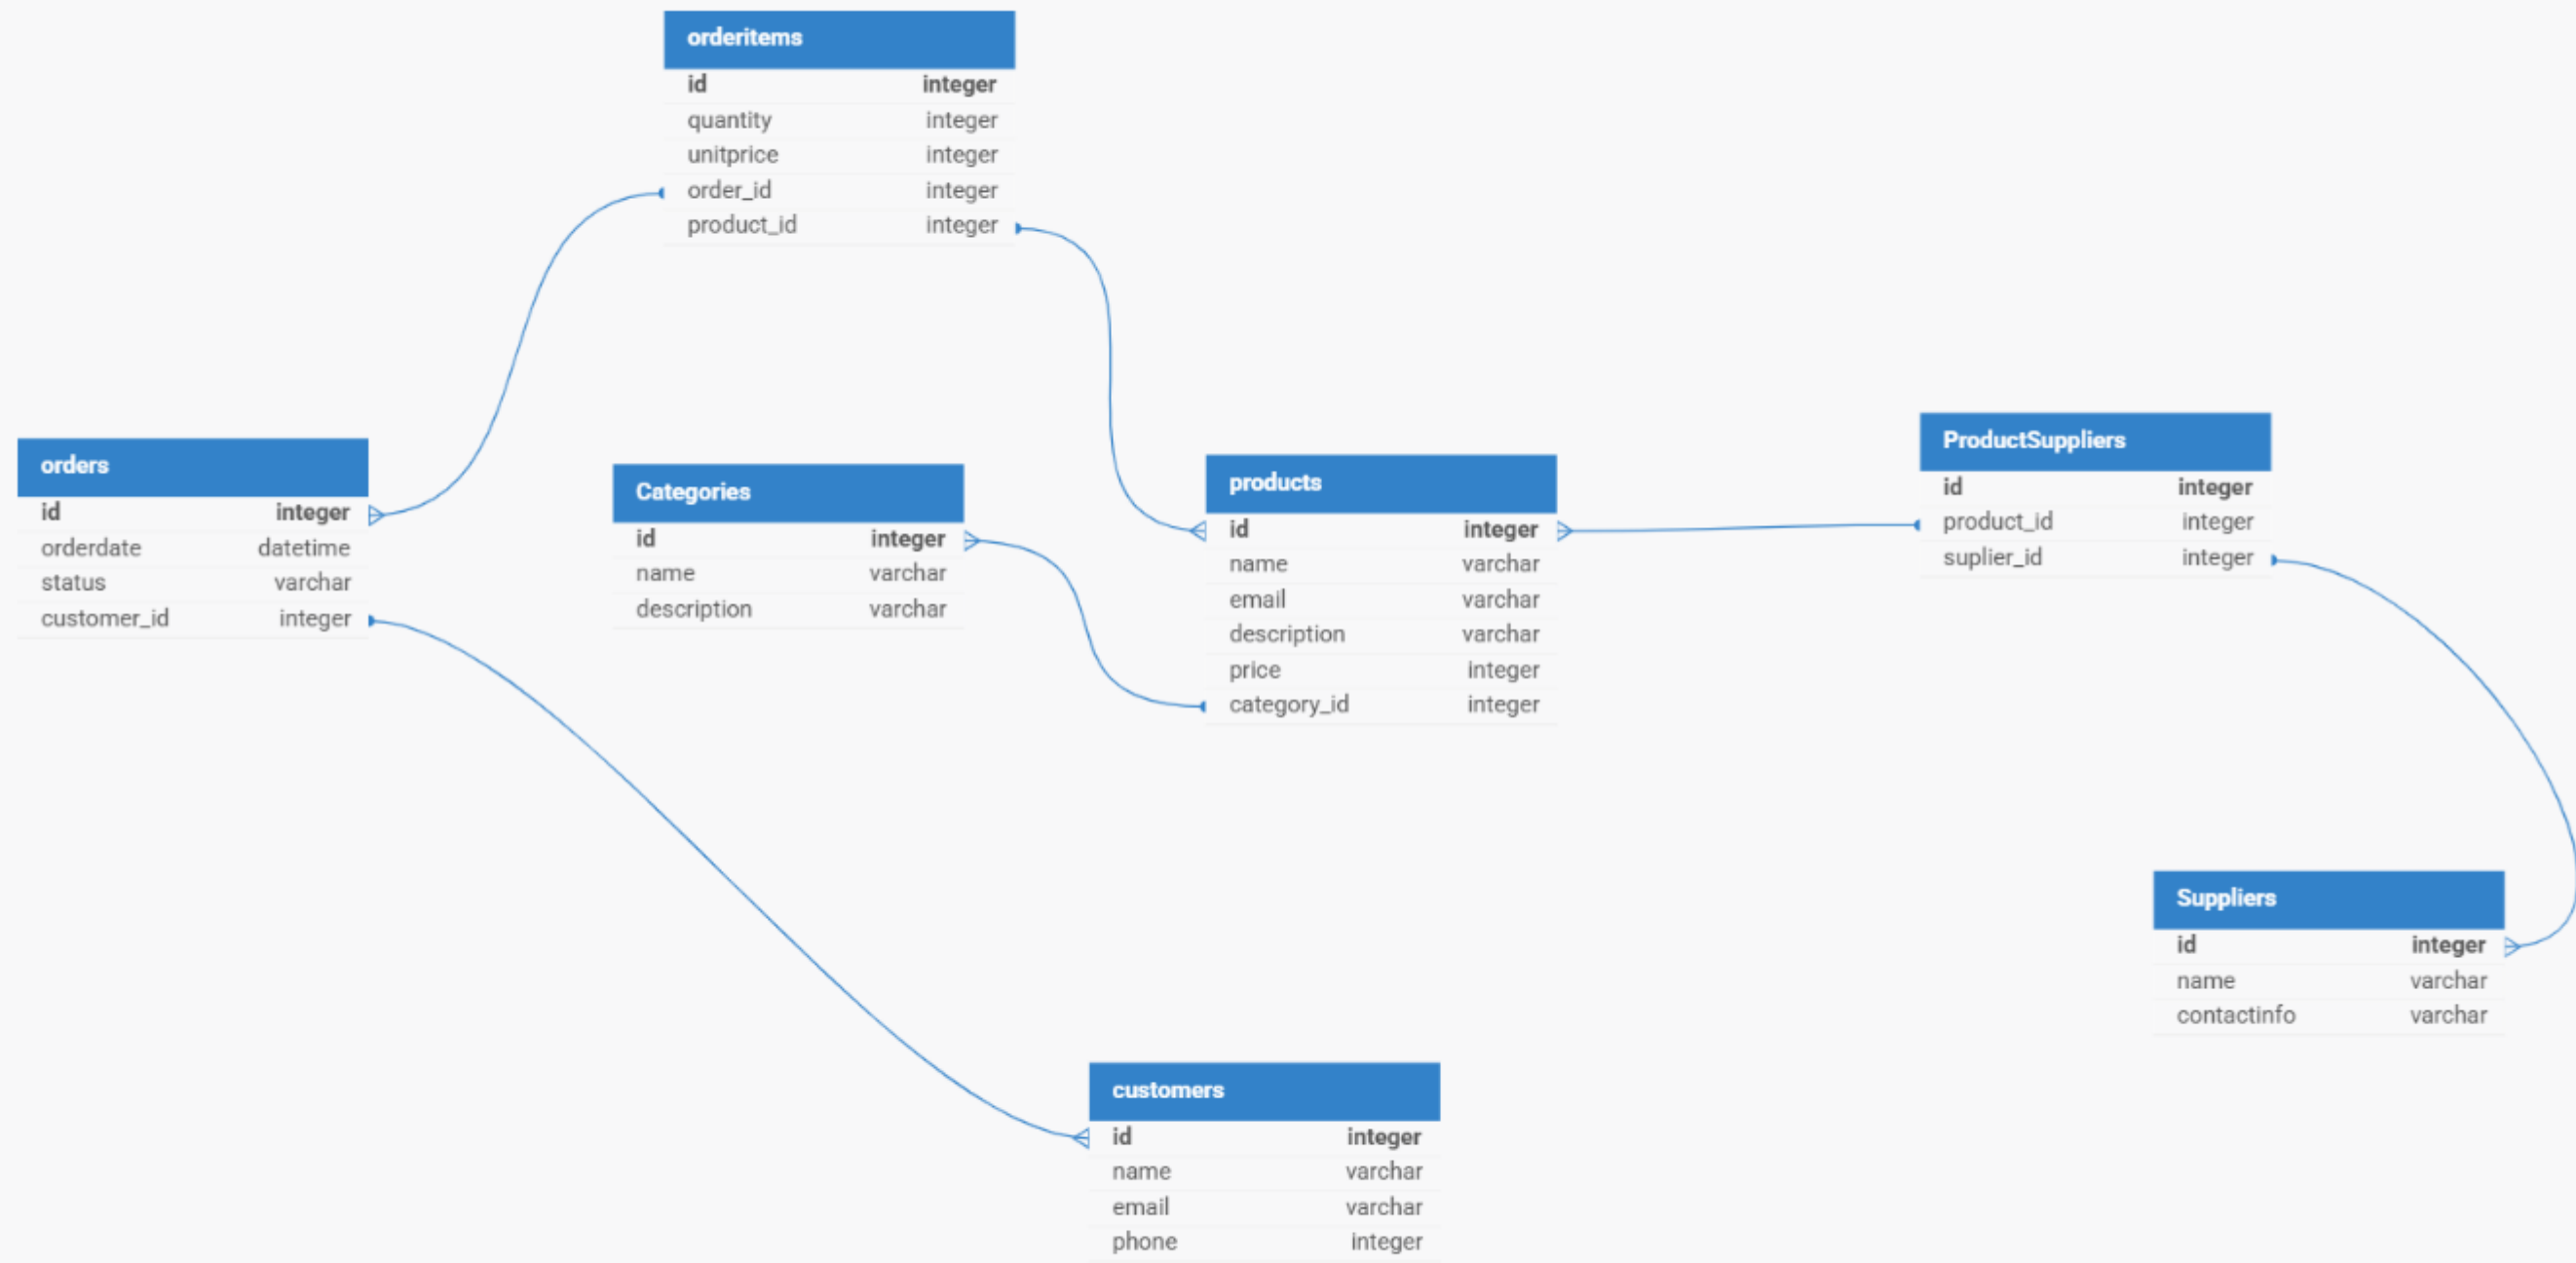 orderitems
id integer
quantity integer
unitprice integer
order_id integer
product_id integer
orders
id integer
orderdate datetime
status varchar
customer_id integer
Categories
id integer
name varchar
description varchar
products
id integer
name varchar
email varchar
description varchar
price integer
category_id integer
ProductSuppliers
id integer
product_id integer
suplier_id integer
Suppliers
id integer
name varchar
contactinfo varchar
customers
id integer
name varchar
email varchar
phone integer